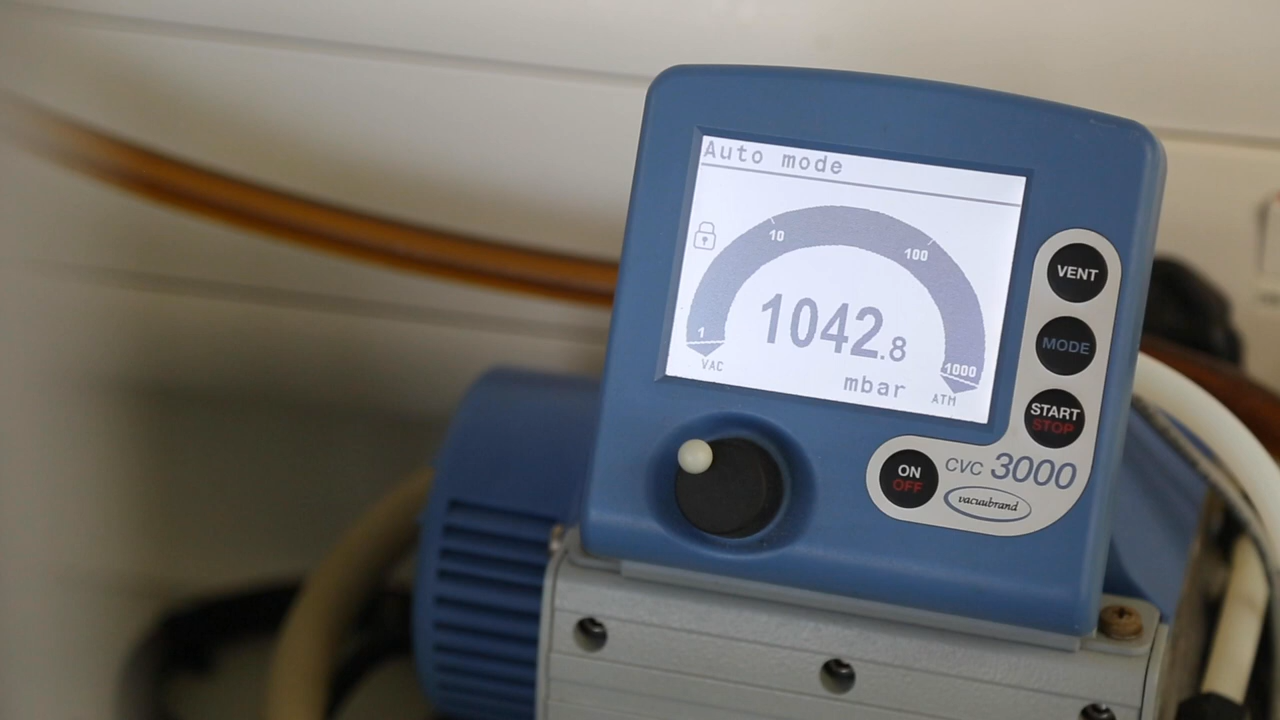 Auto mode
10
100
1
1000
1042.8
VAC
mbar
ATM
VENT
MODE
START
STOP
ON
OFF
CVC 3000
vacuubrand